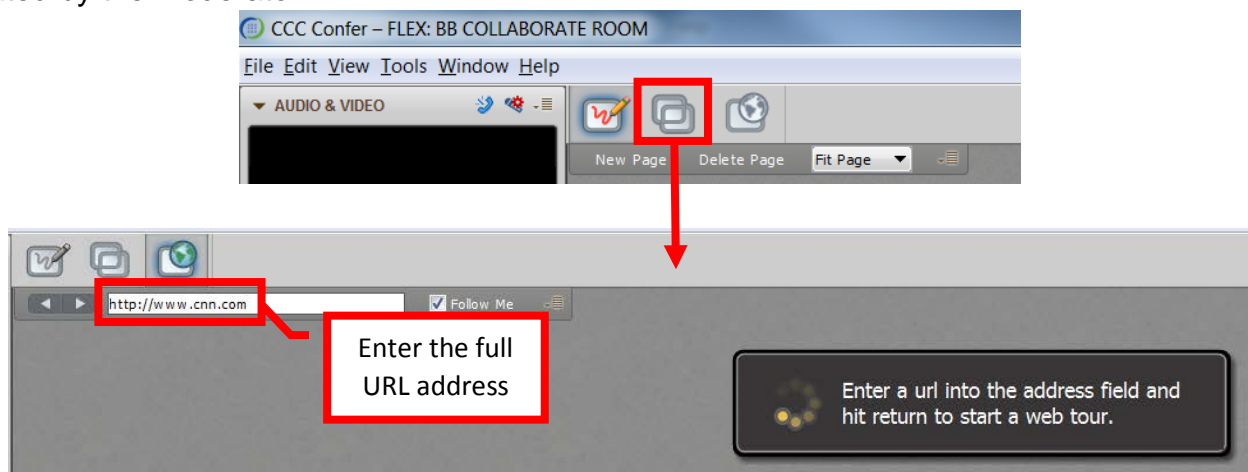 CCC Confer – FLEX: BB COLLABORATE ROOM
File Edit View Tools Window Help
AUDIO & VIDEO
New Page Delete Page Fit Page
http://www.cnn.com Follow Me
Enter the full
URL address
Enter a url into the address field and
hit return to start a web tour.